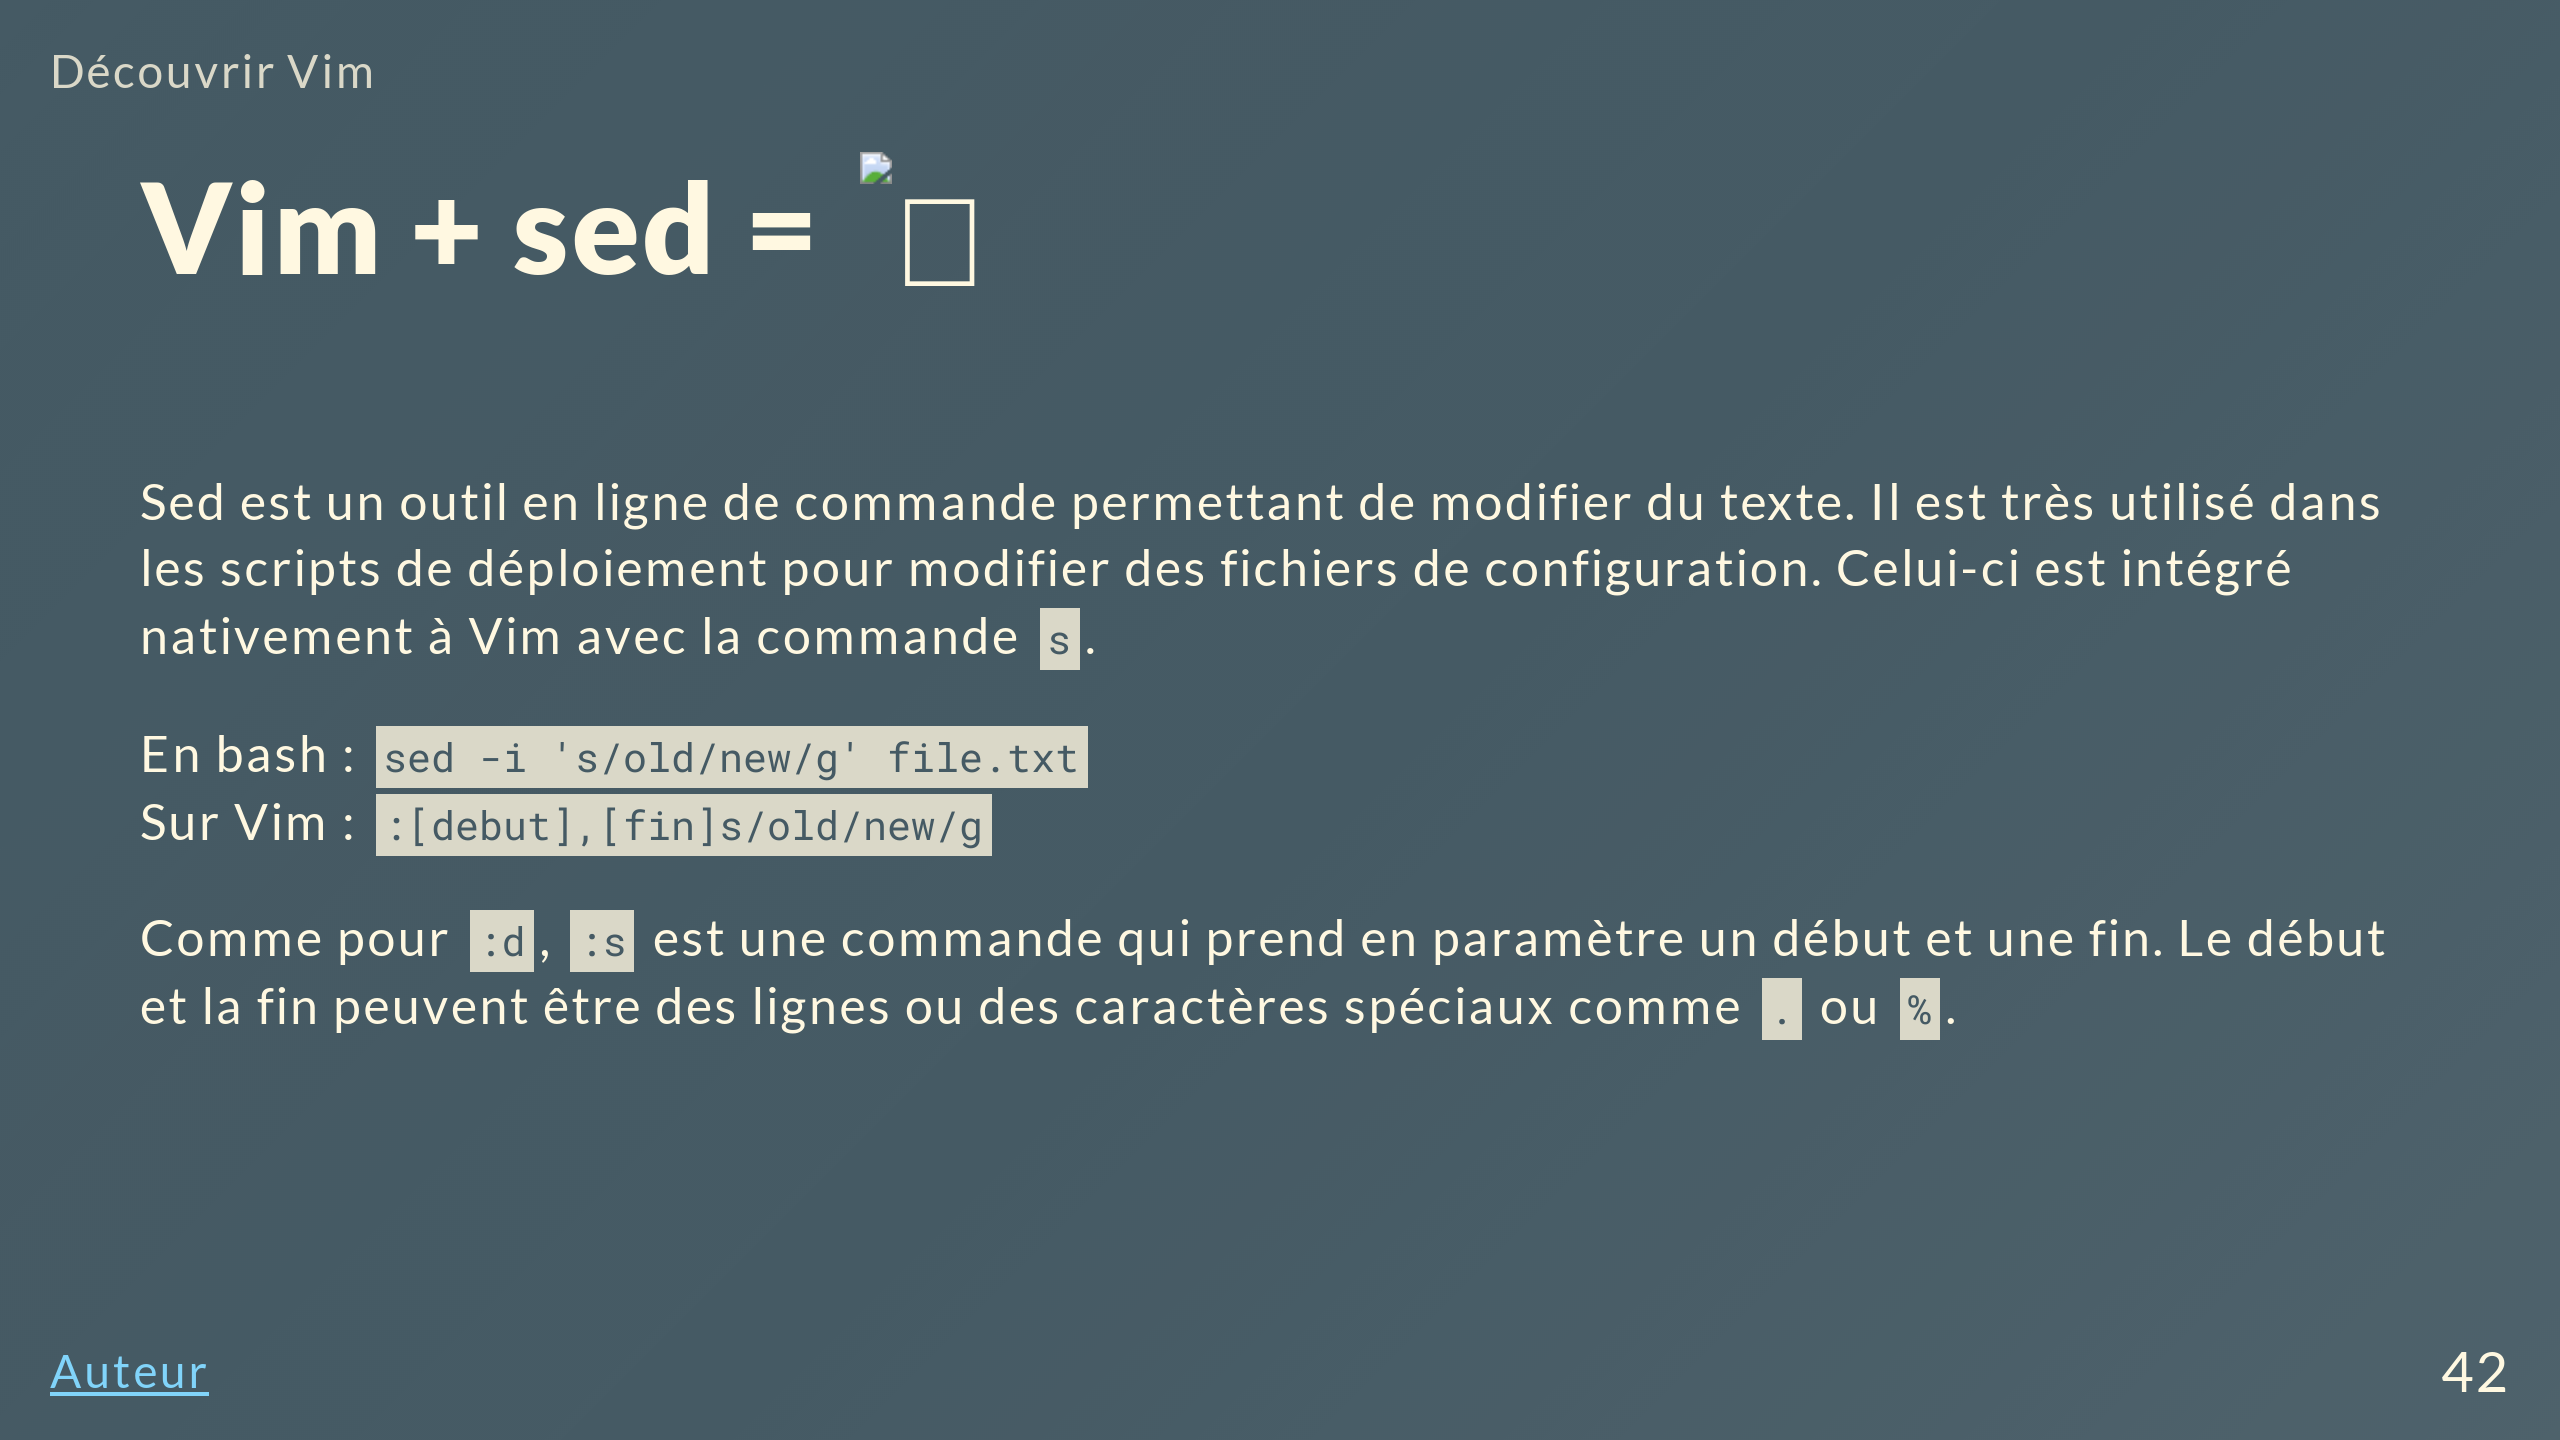 Découvrir Vim
Vim + sed =
Sed est un outil en ligne de commande permettant de modifier du texte. Il est très utilisé dans
les scripts de déploiement pour modifier des fichiers de configuration. Celui-ci est intégré
nativement à Vim avec la commande s.
En bash : sed -i 's/old/new/g' file.txt
Sur Vim : :[debut],[fin]s/old/new/g
Comme pour :d, :s est une commande qui prend en paramètre un début et une fin. Le début
et la fin peuvent être des lignes ou des caractères spéciaux comme . ou %.
Auteur
42